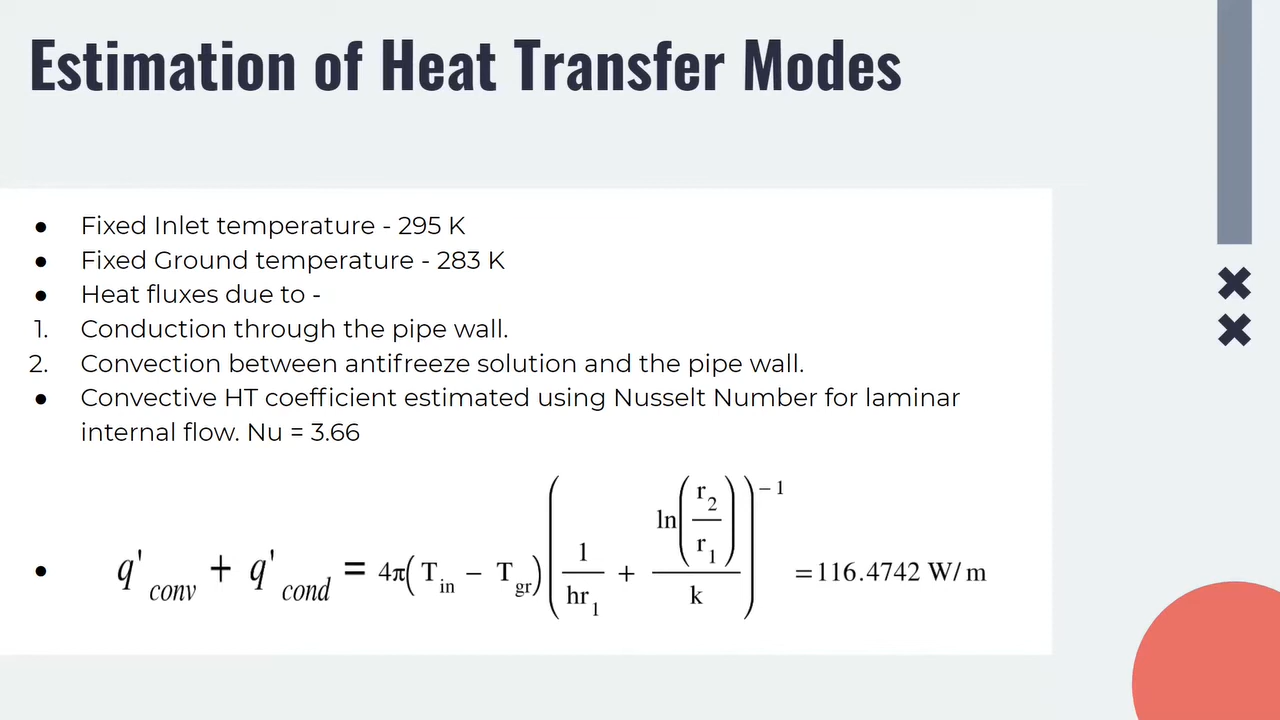 Estimation of Heat Transfer Modes
● Fixed Inlet temperature - 295 K
● Fixed Ground temperature - 283 K
● Heat fluxes due to -
1. Conduction through the pipe wall.
2. Convection between antifreeze solution and the pipe wall.
● Convective HT coefficient estimated using Nusselt Number for laminar
internal flow. Nu = 3.66
● q'conv + q'cond = 4π(Tin − Tgr)(1/hr1 + ln(r2/r1)/k)^−1 = 116.4742 W/m